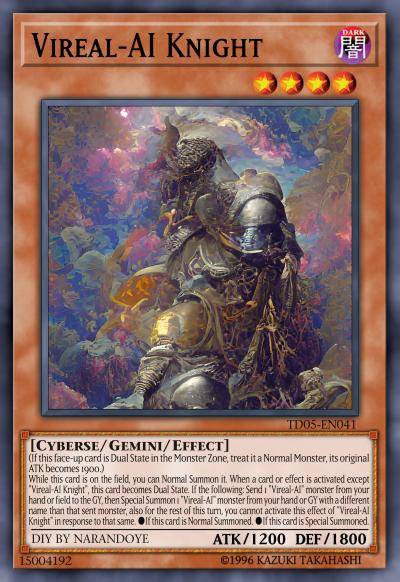 Vireal-AI Knight
DARK
闇
TD05-EN041
[Cyberse/Gemini/Effect]
(If this face-up card is Dual State in the Monster Zone, treat it a Normal Monster, its original
ATK becomes 1900.)
While this card is on the field, you can Normal Summon it. When a card or effect is activated except
"Vireal-AI Knight", this card becomes Dual State. If the following: Send 1 "Vireal-AI" monster from your
hand or field to the GY, then Special Summon 1 "Vireal-AI" monster from your hand or GY with a different
name than that sent monster, also for the rest of this turn, you cannot activate this effect of "Vireal-AI
Knight" in response to that same. ●If this card is Normal Summoned. ●If this card is Special Summoned.
DIY BY NARANDOYE
ATK/1200 DEF/1800
15004192
©1996 KAZUKI TAKAHASHI